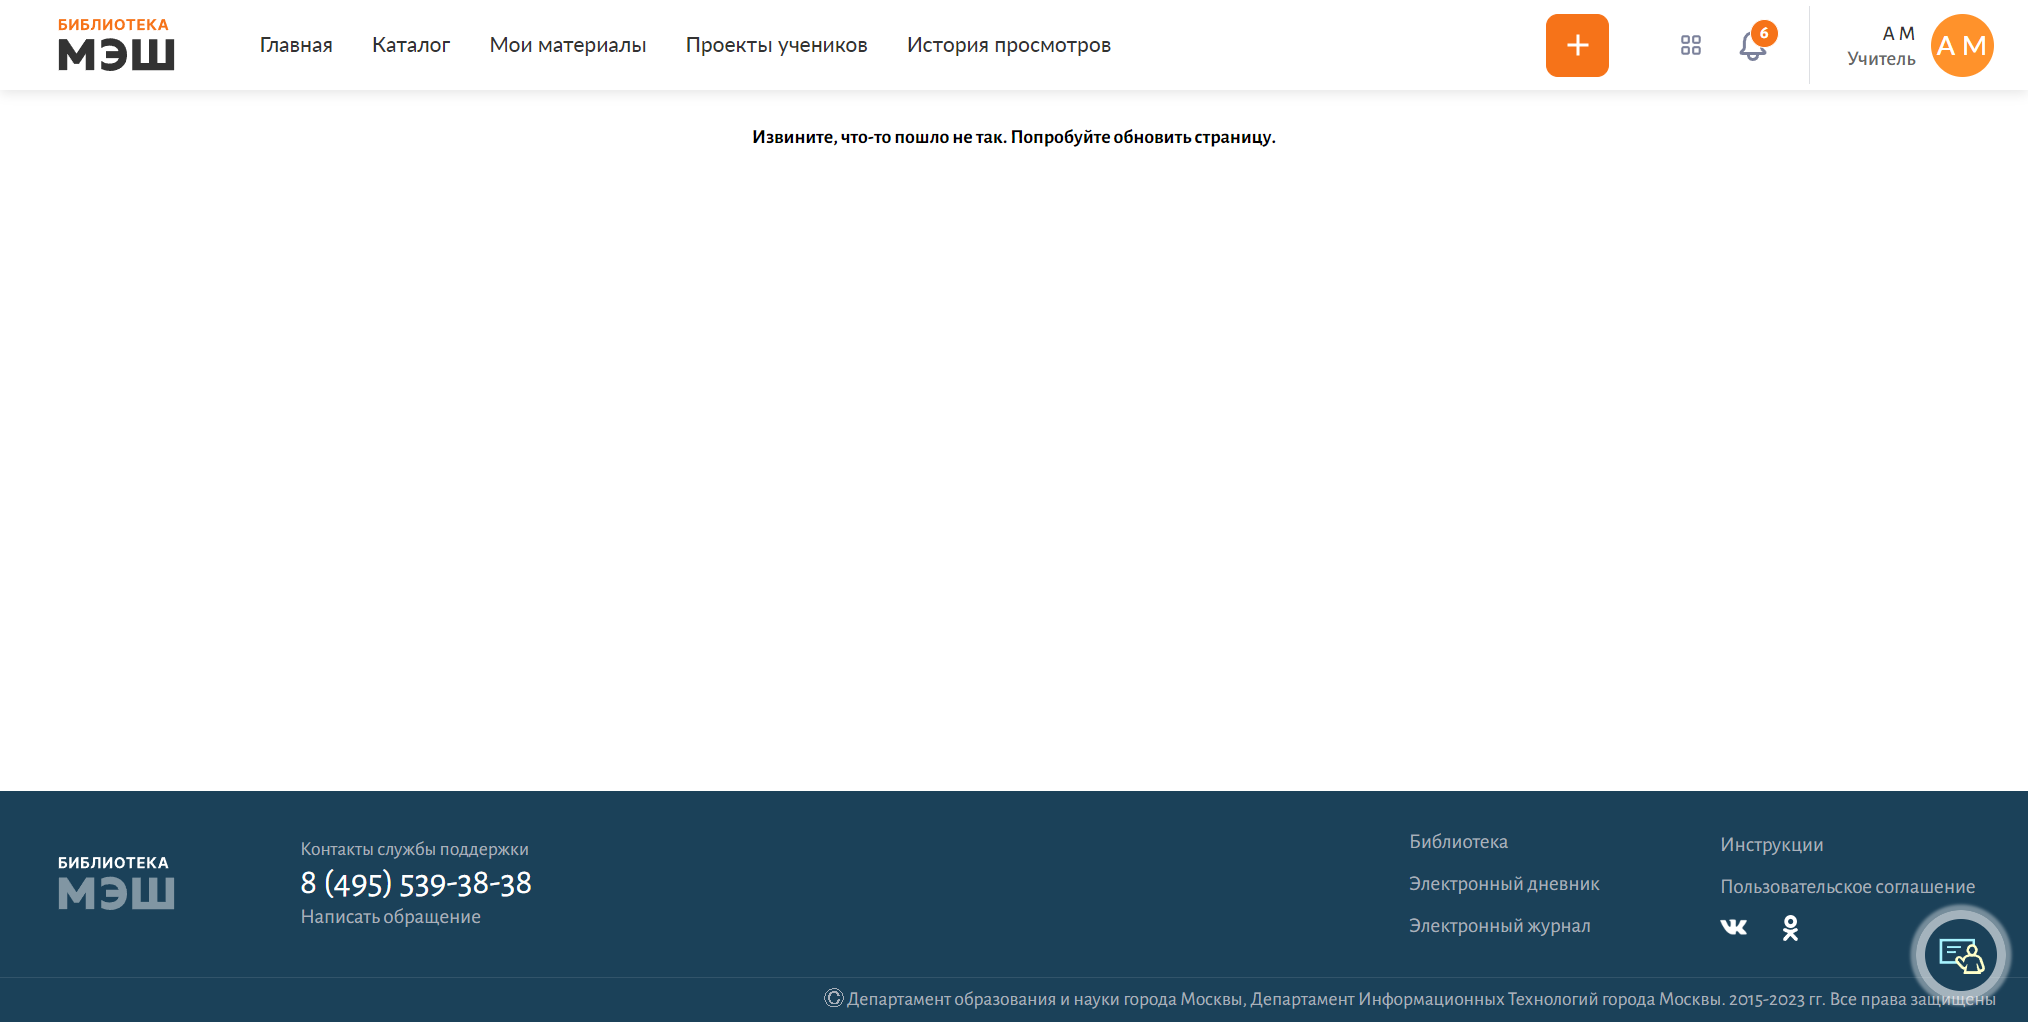 БИБЛИОТЕКА
МЭШ
Главная
Каталог
Мои материалы
Проекты учеников
История просмотров
6
А М
Учитель
А М
Извините, что-то пошло не так. Попробуйте обновить страницу.
БИБЛИОТЕКА
МЭШ
Контакты службы поддержки
8 (495) 539-38-38
Написать обращение
Библиотека
Электронный дневник
Электронный журнал
Инструкции
Пользовательское соглашение
© Департамент образования и науки города Москвы, Департамент Информационных Технологий города Москвы. 2015-2023 гг. Все права защищены